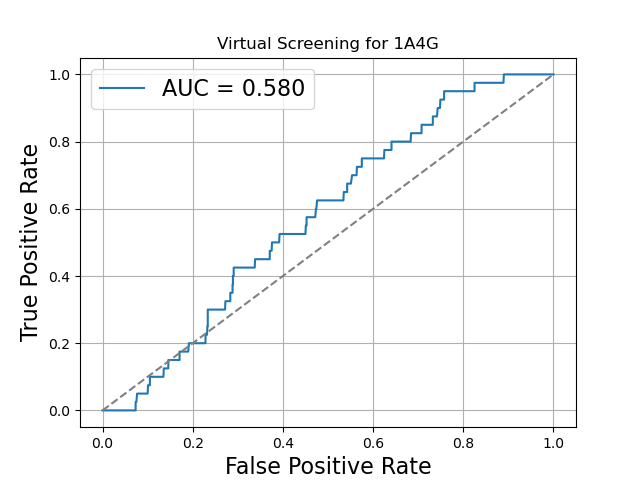 Virtual Screening for 1A4G
AUC = 0.580
True Positive Rate
1.0
0.8
0.6
0.4
0.2
0.0
0.0 0.2 0.4 0.6 0.8 1.0
False Positive Rate